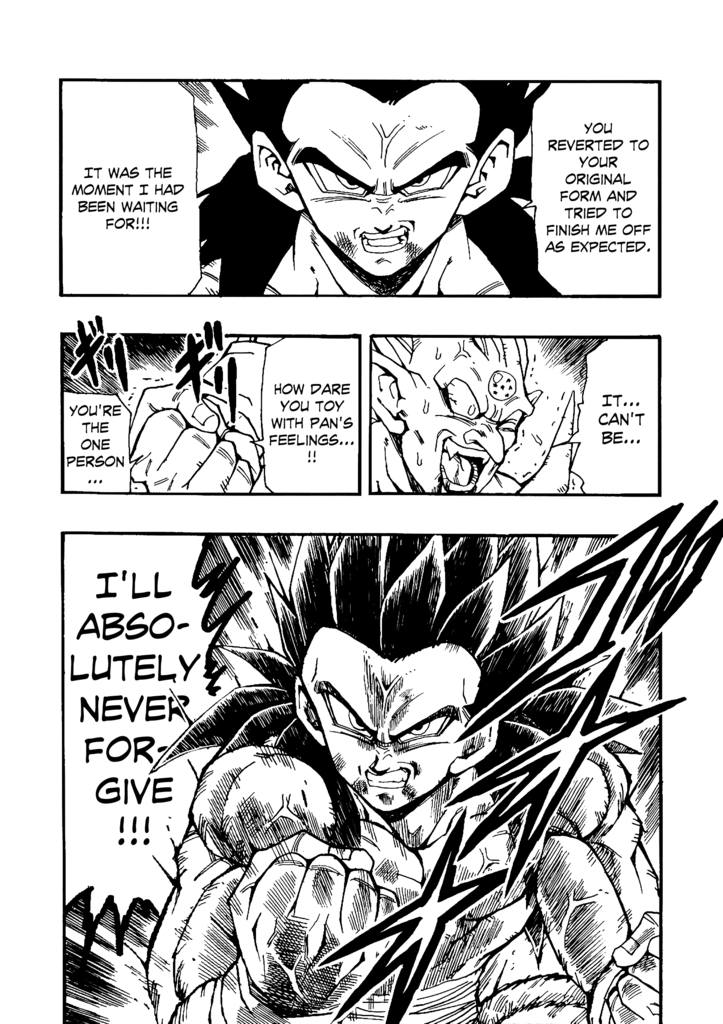 YOU
REVERTED TO
YOUR
ORIGINAL
FORM AND
TRIED TO
FINISH ME OFF
AS EXPECTED.
IT WAS THE
MOMENT I HAD
BEEN WAITING
FOR!!!
IT...
CAN'T
BE...
HOW DARE
YOU TOY
WITH PAN'S
FEELINGS...
!!
ギリ
ギリ
YOU'RE
THE
ONE
PERSON
...
I'LL
ABSO-
LUTELY
NEVER
FOR-
GIVE
!!!